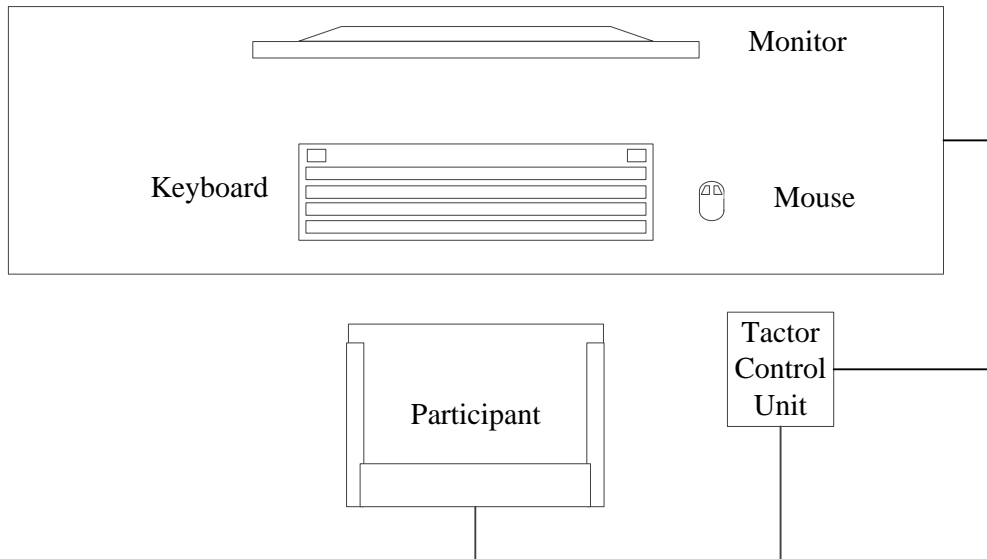 Monitor
Keyboard
Mouse
Participant
Tactor
Control
Unit